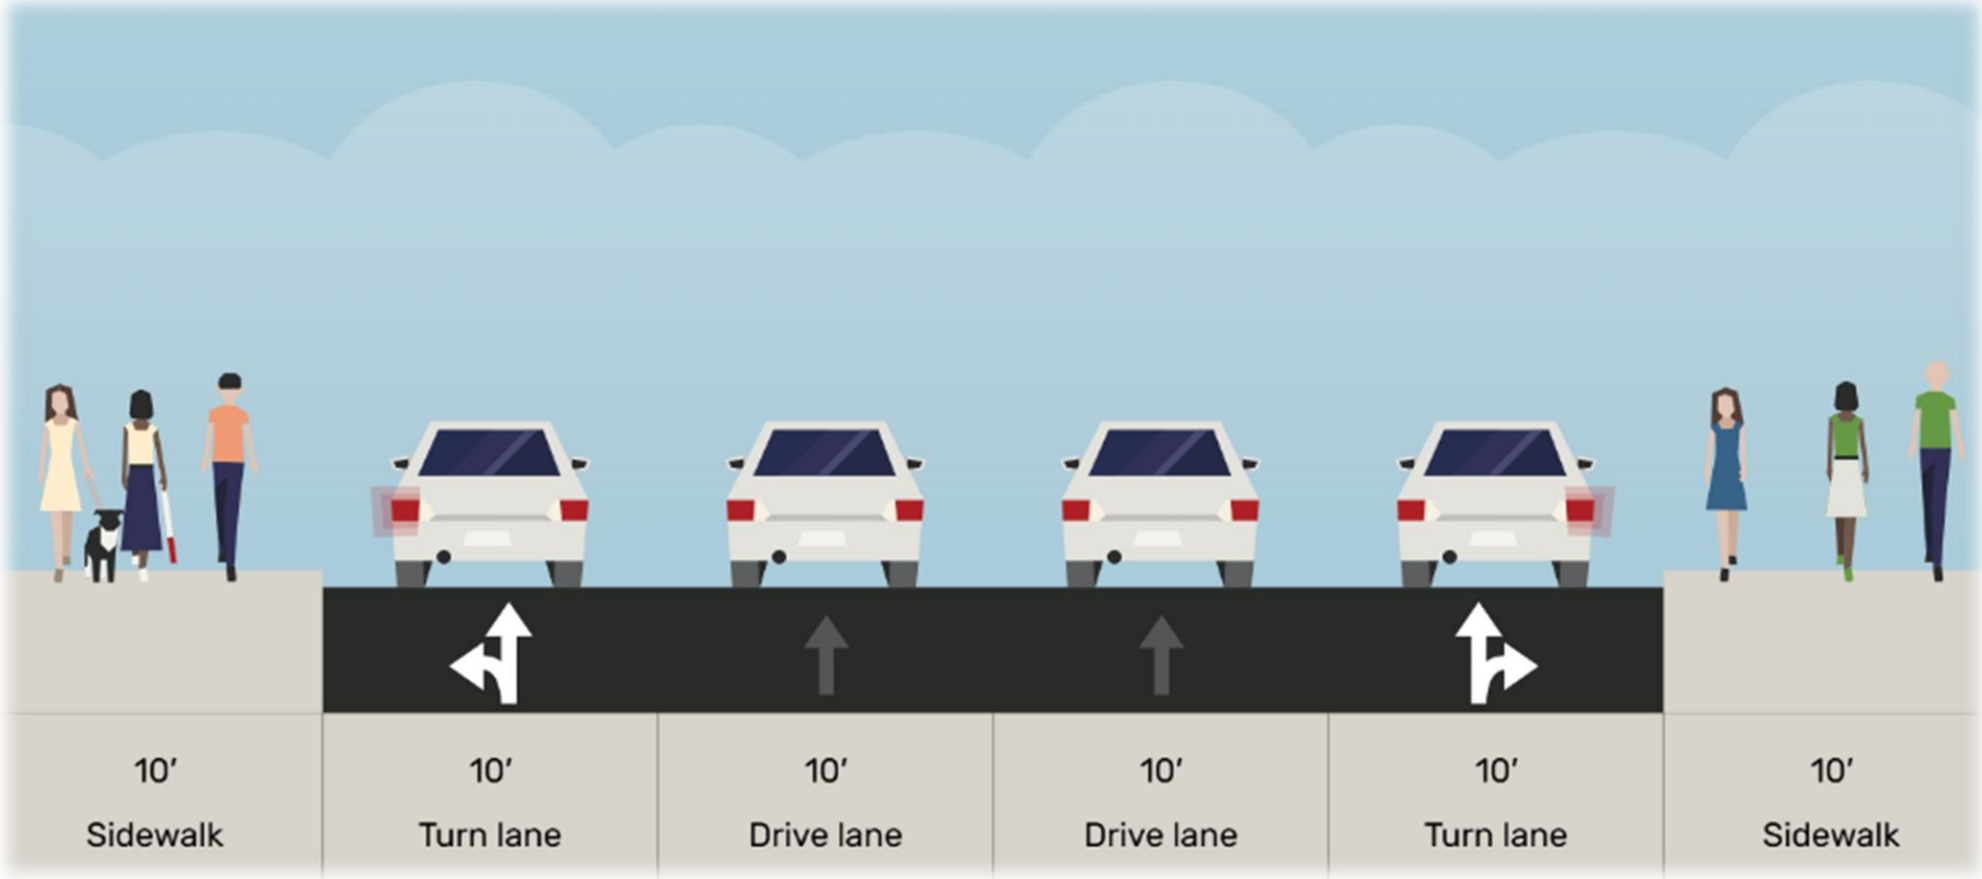 10′ 10′ 10′ 10′ 10′ 10′
Sidewalk Turn lane Drive lane Drive lane Turn lane Sidewalk